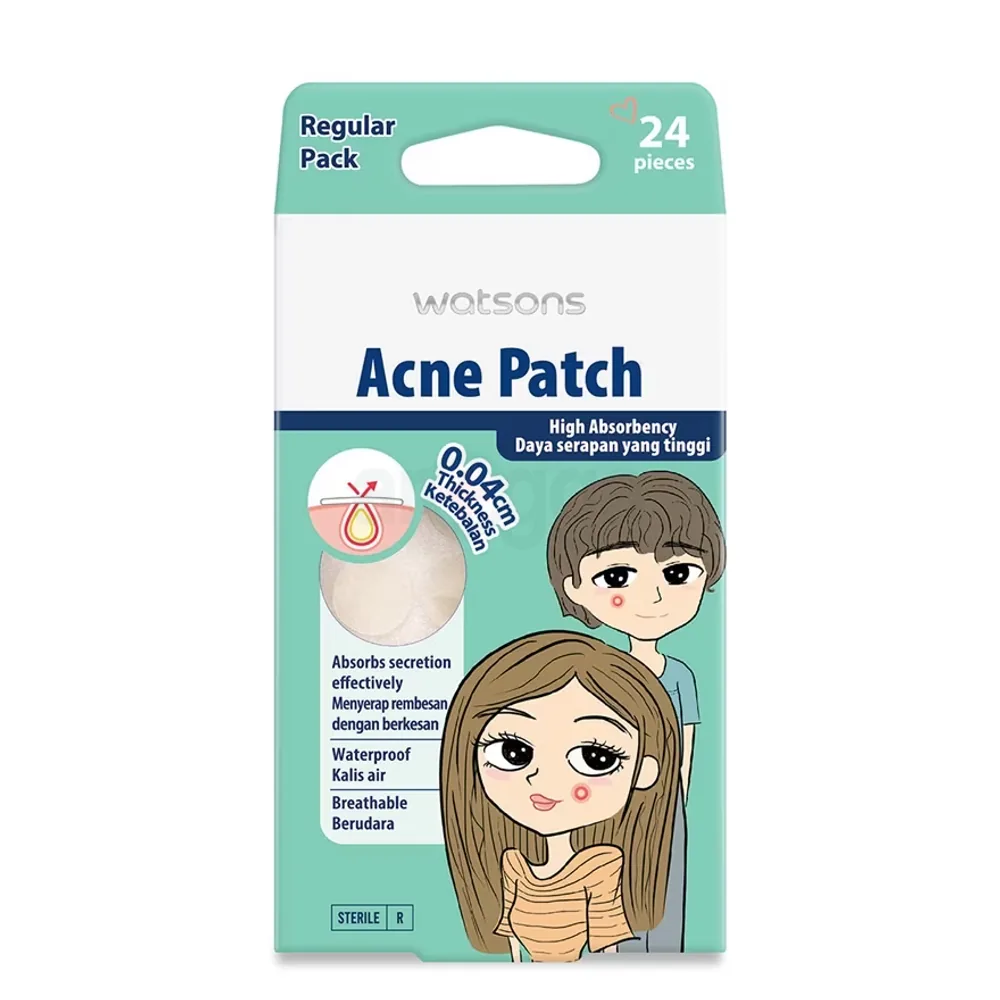 Regular
Pack
24
pieces
watsons
Acne Patch
High Absorbency
Daya serapan yang tinggi
0.04cm
Thickness
Ketebalan
Absorbs secretion
effectively
Menyerap rembesan
dengan berkesan
Waterproof
Kalis air
Breathable
Berudara
STERILE R